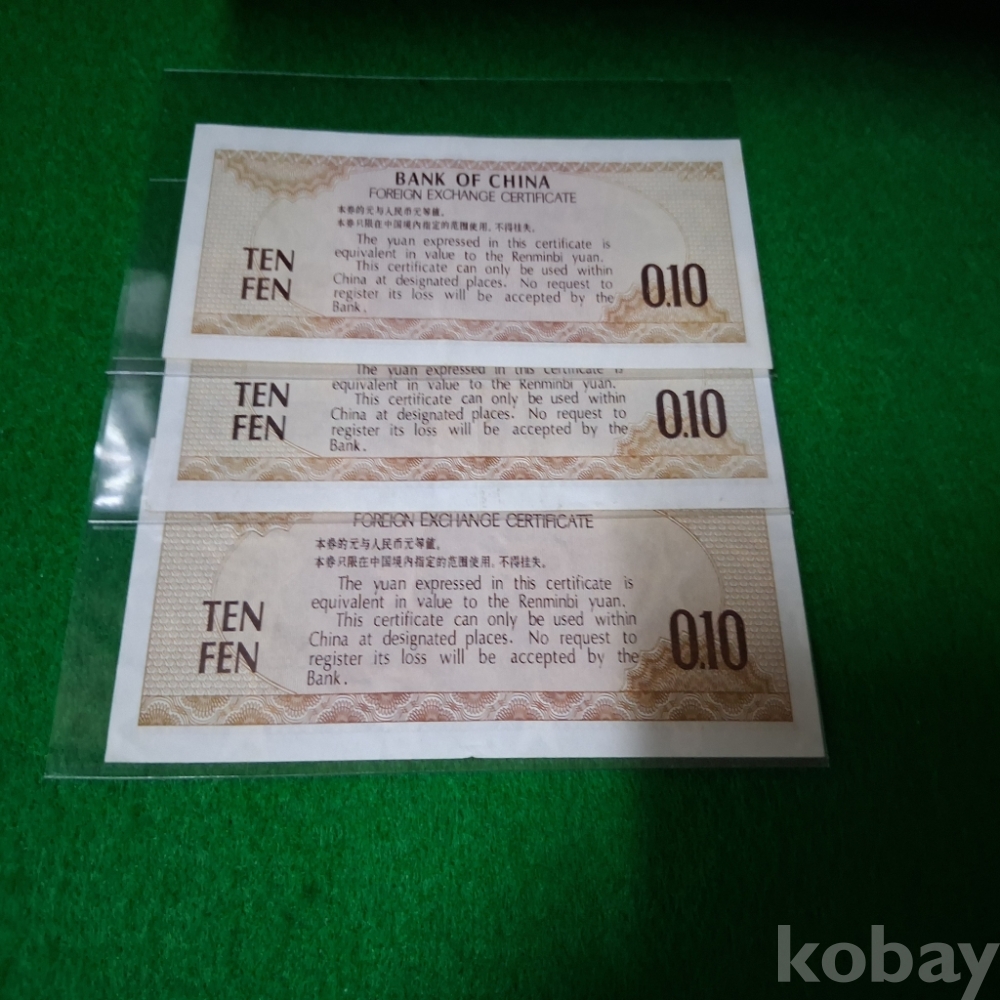 BANK OF CHINA
FOREIGN EXCHANGE CERTIFICATE
本券的元与人民币元等值。
本券只限在中国境内指定的范围使用，不得挂失。
The yuan expressed in this certificate is
equivalent in value to the Renminbi yuan.
This certificate can only be used within
China at designated places. No request to
register its loss will be accepted by the
Bank.
TEN
FEN
0.10
The yuan expressed in this certificate is
equivalent in value to the Renminbi yuan.
This certificate can only be used within
China at designated places. No request to
register its loss will be accepted by the
Bank.
TEN
FEN
0.10
FOREIGN EXCHANGE CERTIFICATE
本券的元与人民币元等值。
本券只限在中国境内指定的范围使用，不得挂失。
The yuan expressed in this certificate is
equivalent in value to the Renminbi yuan.
This certificate can only be used within
China at designated places. No request to
register its loss will be accepted by the
Bank.
TEN
FEN
0.10
kobay